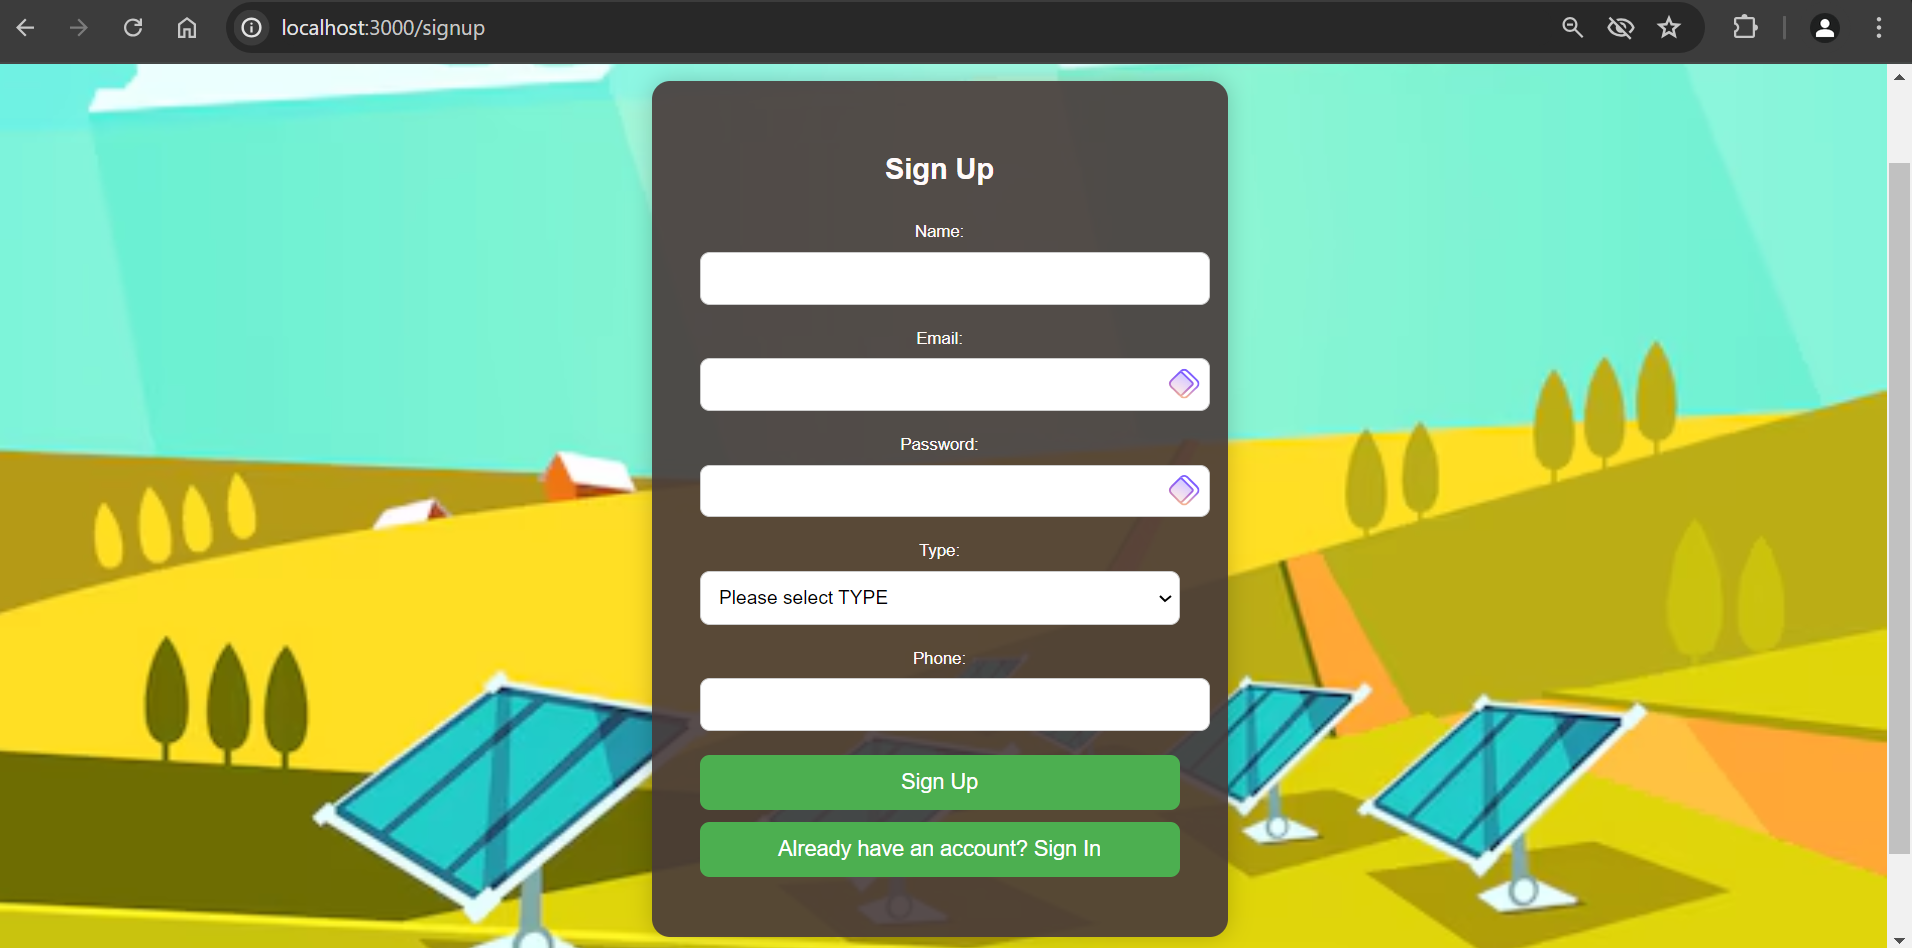 localhost:3000/signup
Sign Up
Name:
Email:
Password:
Type:
Please select TYPE
Phone:
Sign Up
Already have an account? Sign In